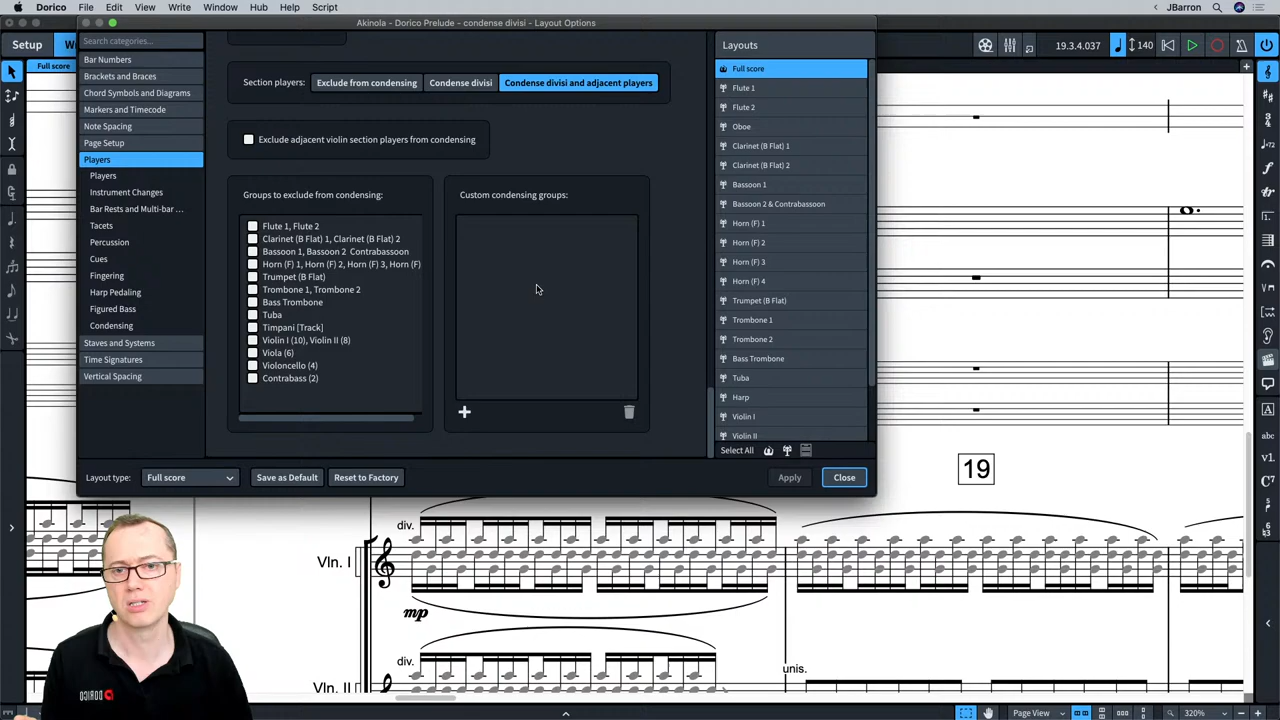 Dorico File Edit View Write Window Hub Help Script JBarron
Akinola - Dorico Prelude - condense divisi - Layout Options
Setup
19.3.4.037
140
Full score
Search categories...
Bar Numbers
Brackets and Braces
Chord Symbols and Diagrams
Markers and Timecode
Note Spacing
Page Setup
Players
Players
Instrument Changes
Bar Rests and Multi-bar ...
Tacets
Percussion
Cues
Fingering
Harp Pedaling
Figured Bass
Condensing
Staves and Systems
Time Signatures
Vertical Spacing
Section players: Exclude from condensing Condense divisi Condense divisi and adjacent players
Exclude adjacent violin section players from condensing
Groups to exclude from condensing:
Flute 1, Flute 2
Clarinet (B Flat) 1, Clarinet (B Flat) 2
Bassoon 1, Bassoon 2 Contrabassoon
Horn (F) 1, Horn (F) 2, Horn (F) 3, Horn (F)
Trumpet (B Flat)
Trombone 1, Trombone 2
Bass Trombone
Tuba
Timpani [Track]
Violin I (10), Violin II (8)
Viola (6)
Violoncello (4)
Contrabass (2)
Custom condensing groups:
Layouts
Full score
Flute 1
Flute 2
Oboe
Clarinet (B Flat) 1
Clarinet (B Flat) 2
Bassoon 1
Bassoon 2 & Contrabassoon
Horn (F) 1
Horn (F) 2
Horn (F) 3
Horn (F) 4
Trumpet (B Flat)
Trombone 1
Trombone 2
Bass Trombone
Tuba
Harp
Violin I
Violin II
Select All
Layout type: Full score Save as Default Reset to Factory Apply Close
19
div.
Vln. I
mp
div.
unis.
Vln. II
DORICO
Page View 320%